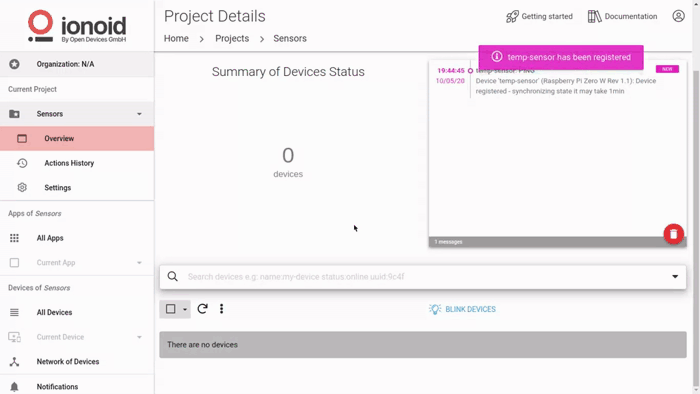 ionoid
By Open Devices GmbH
Organization: N/A
Current Project
Sensors
Overview
Actions History
Settings
Apps of Sensors
All Apps
Current App
Devices of Sensors
All Devices
Current Device
Network of Devices
Notifications
Project Details
Getting started
Documentation
Home > Projects > Sensors
temp-sensor has been registered
Summary of Devices Status
0
devices
19:44:45
10/05/20
temp-sensor: PING
NEW
Device 'temp-sensor' (Raspberry Pi Zero W Rev 1.1): Device
registered - synchronizing state it may take 1min
1 messages
Search devices e.g. name:my-device status:online uuid:9c4f
BLINK DEVICES
There are no devices